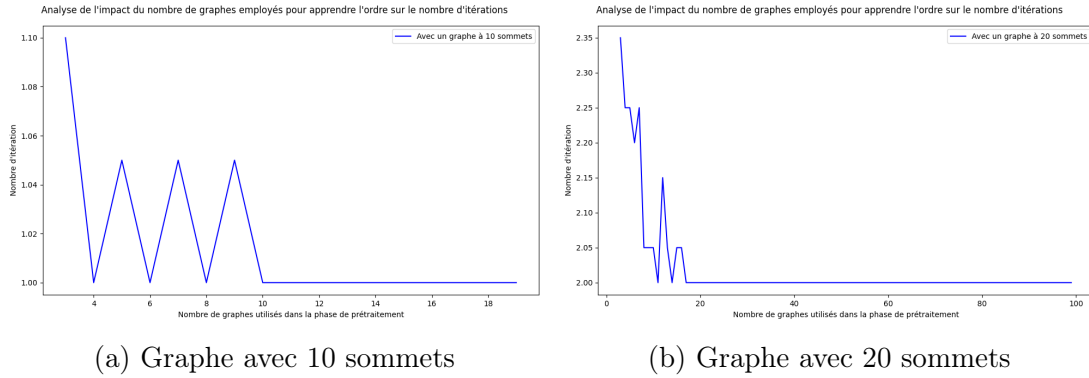 Analyse de l'impact du nombre de graphes employés pour apprendre l'ordre sur le nombre d'itérations
1.10
1.08
1.06
1.04
1.02
1.00
Nombre d'itération
Avec un graphe à 10 sommets
4 6 8 10 12 14 16 18
Nombre de graphes utilisés dans la phase de prétraitement
(a) Graphe avec 10 sommets
Analyse de l'impact du nombre de graphes employés pour apprendre l'ordre sur le nombre d'itérations
2.35
2.30
2.25
2.20
2.15
2.10
2.05
2.00
Nombre d'itération
Avec un graphe à 20 sommets
0 20 40 60 80 100
Nombre de graphes utilisés dans la phase de prétraitement
(b) Graphe avec 20 sommets